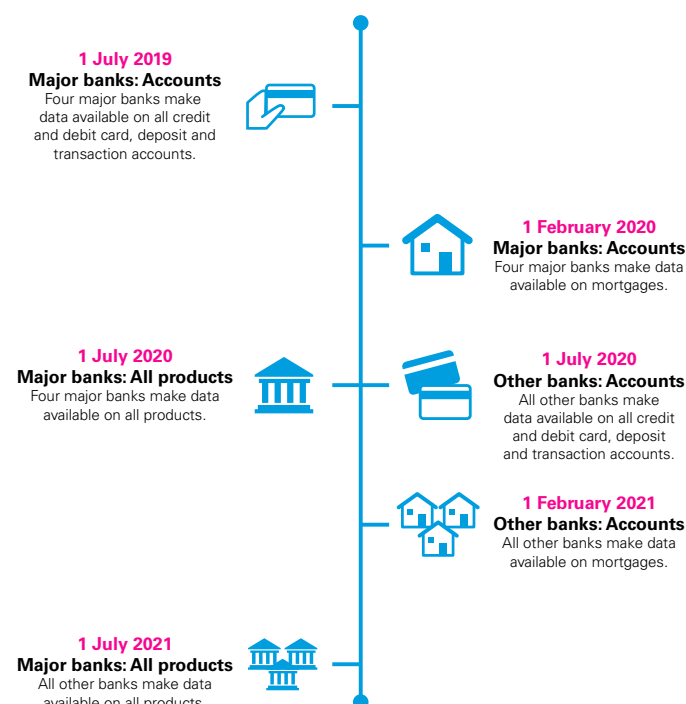 1 July 2019
Major banks: Accounts
Four major banks make
data available on all credit
and debit card, deposit and
transaction accounts.
1 February 2020
Major banks: Accounts
Four major banks make data
available on mortgages.
1 July 2020
Major banks: All products
Four major banks make data
available on all products.
1 July 2020
Other banks: Accounts
All other banks make
data available on all credit
and debit card, deposit
and transaction accounts.
1 February 2021
Other banks: Accounts
All other banks make data
available on mortgages.
1 July 2021
Major banks: All products
All other banks make data
available on all products